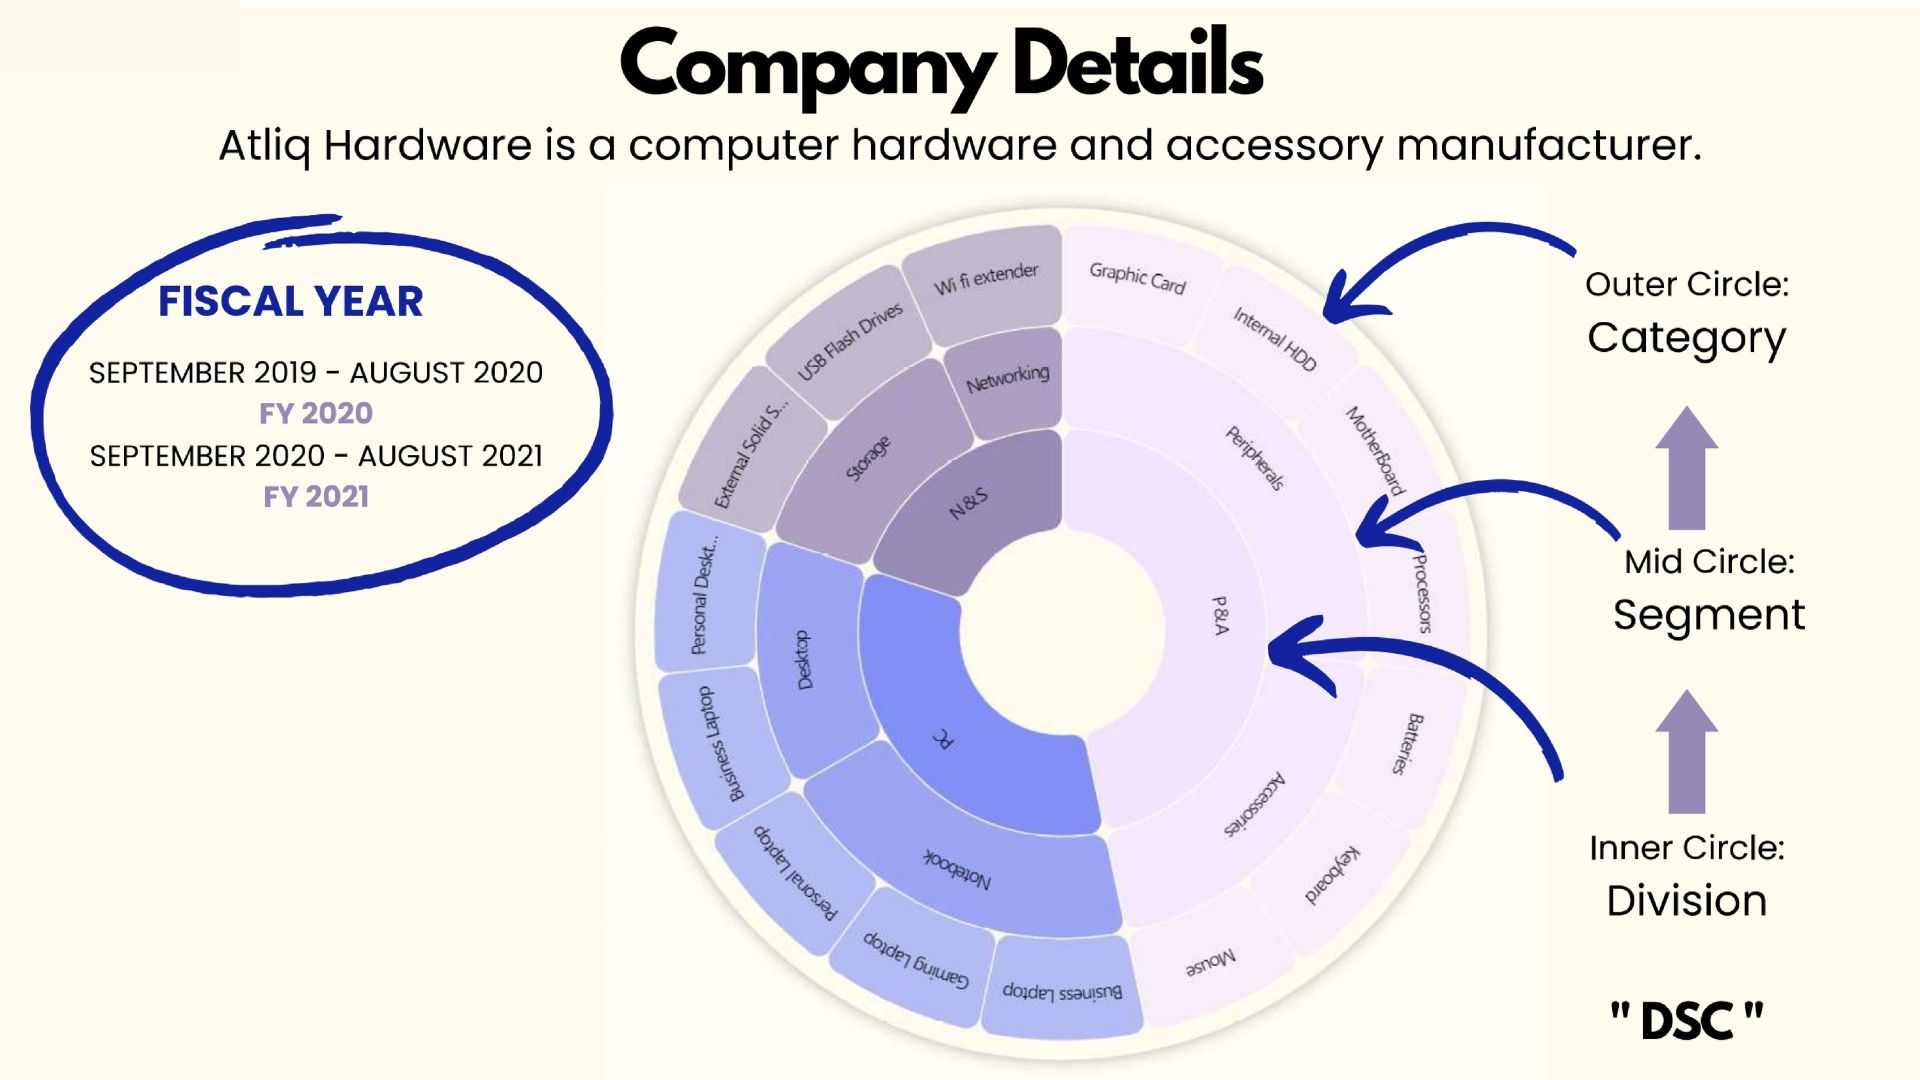 Company Details
Atliq Hardware is a computer hardware and accessory manufacturer.
FISCAL YEAR
SEPTEMBER 2019 - AUGUST 2020
FY 2020
SEPTEMBER 2020 - AUGUST 2021
FY 2021
Graphic Card
Internal HDD
MotherBoard
Processors
Batteries
Keyboard
Mouse
Business Laptop
Gaming Laptop
Personal Laptop
Business Laptop
Personal Deskt...
External Solid S...
USB Flash Drives
Wi fi extender
Peripherals
Accessories
Notebook
Desktop
Storage
Networking
P&A
PC
N & S
Outer Circle:
Category
Mid Circle:
Segment
Inner Circle:
Division
" DSC "